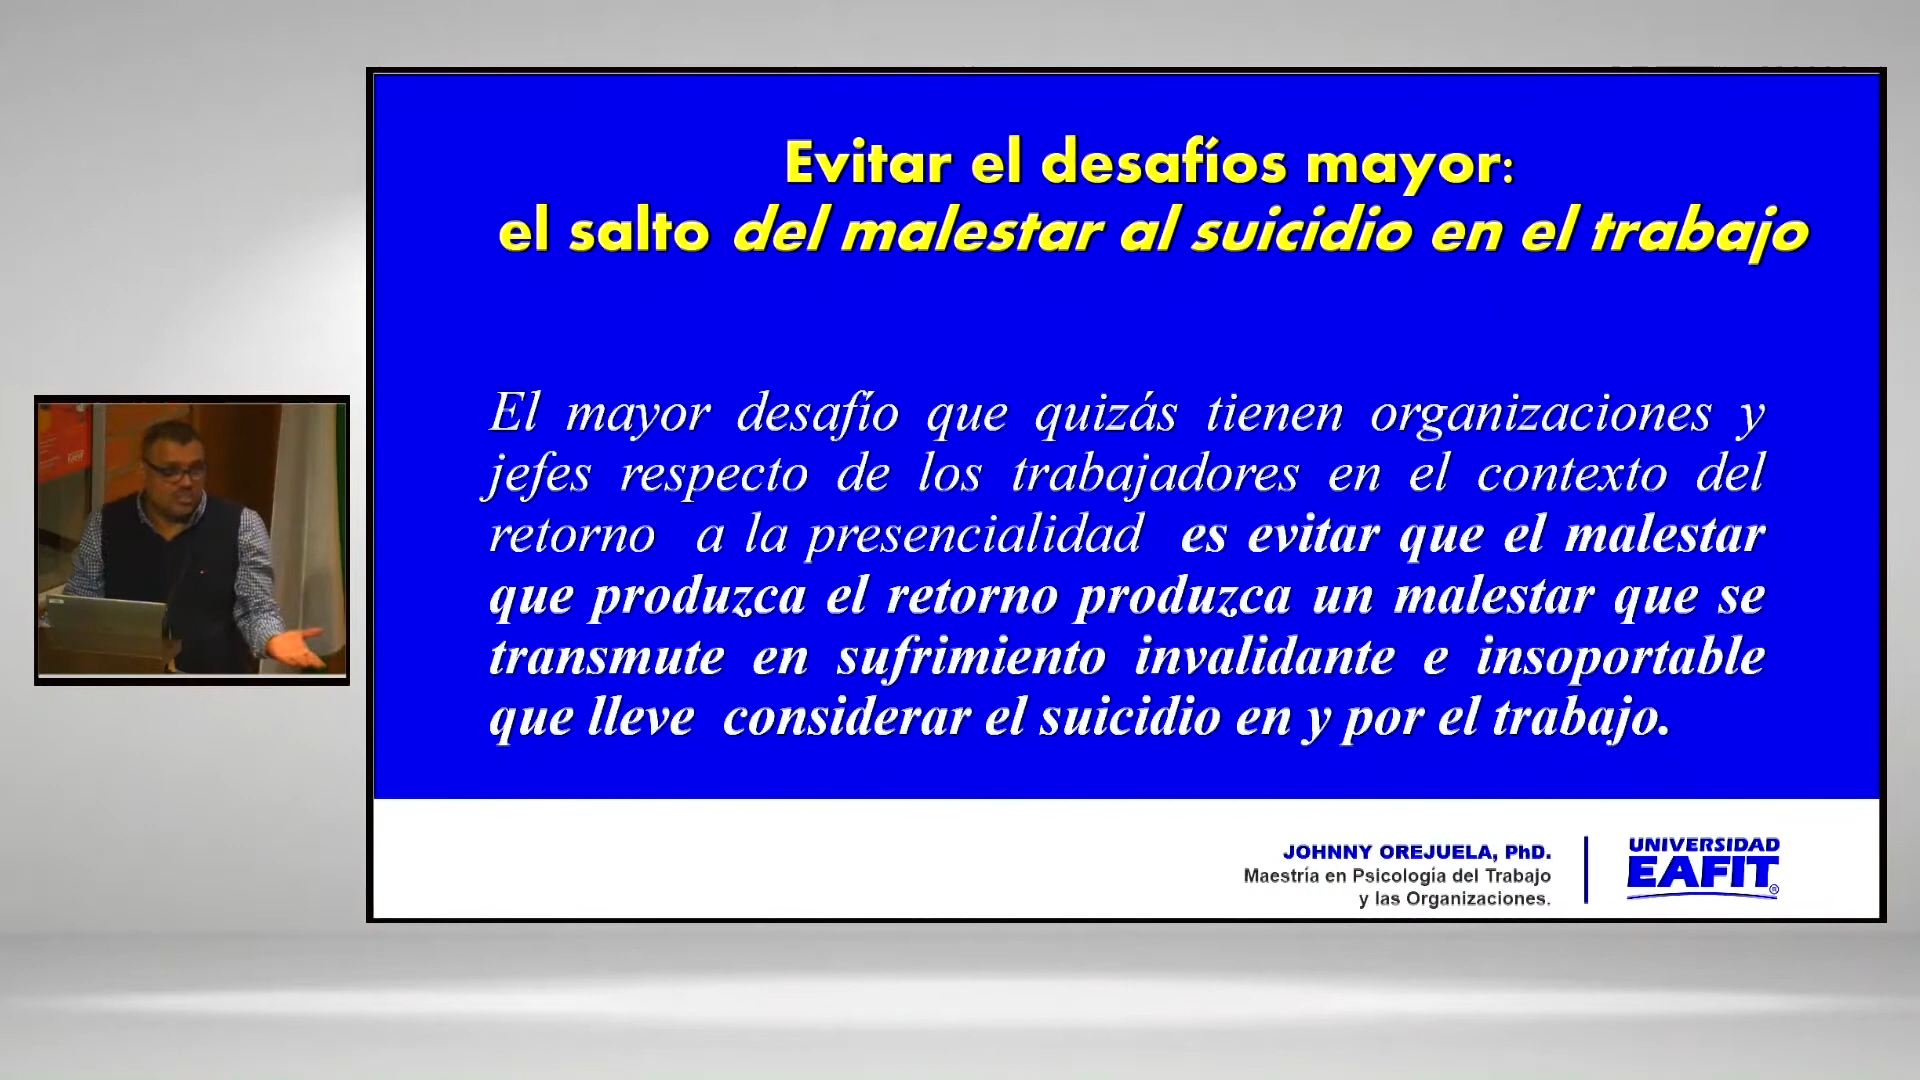 Evitar el desafíos mayor:
el salto del malestar al suicidio en el trabajo
El mayor desafío que quizás tienen organizaciones y
jefes respecto de los trabajadores en el contexto del
retorno a la presencialidad es evitar que el malestar
que produzca el retorno produzca un malestar que se
transmute en sufrimiento invalidante e insoportable
que lleve considerar el suicidio en y por el trabajo.
JOHNNY OREJUELA, PhD.
Maestría en Psicología del Trabajo
y las Organizaciones.
UNIVERSIDAD
EAFIT®